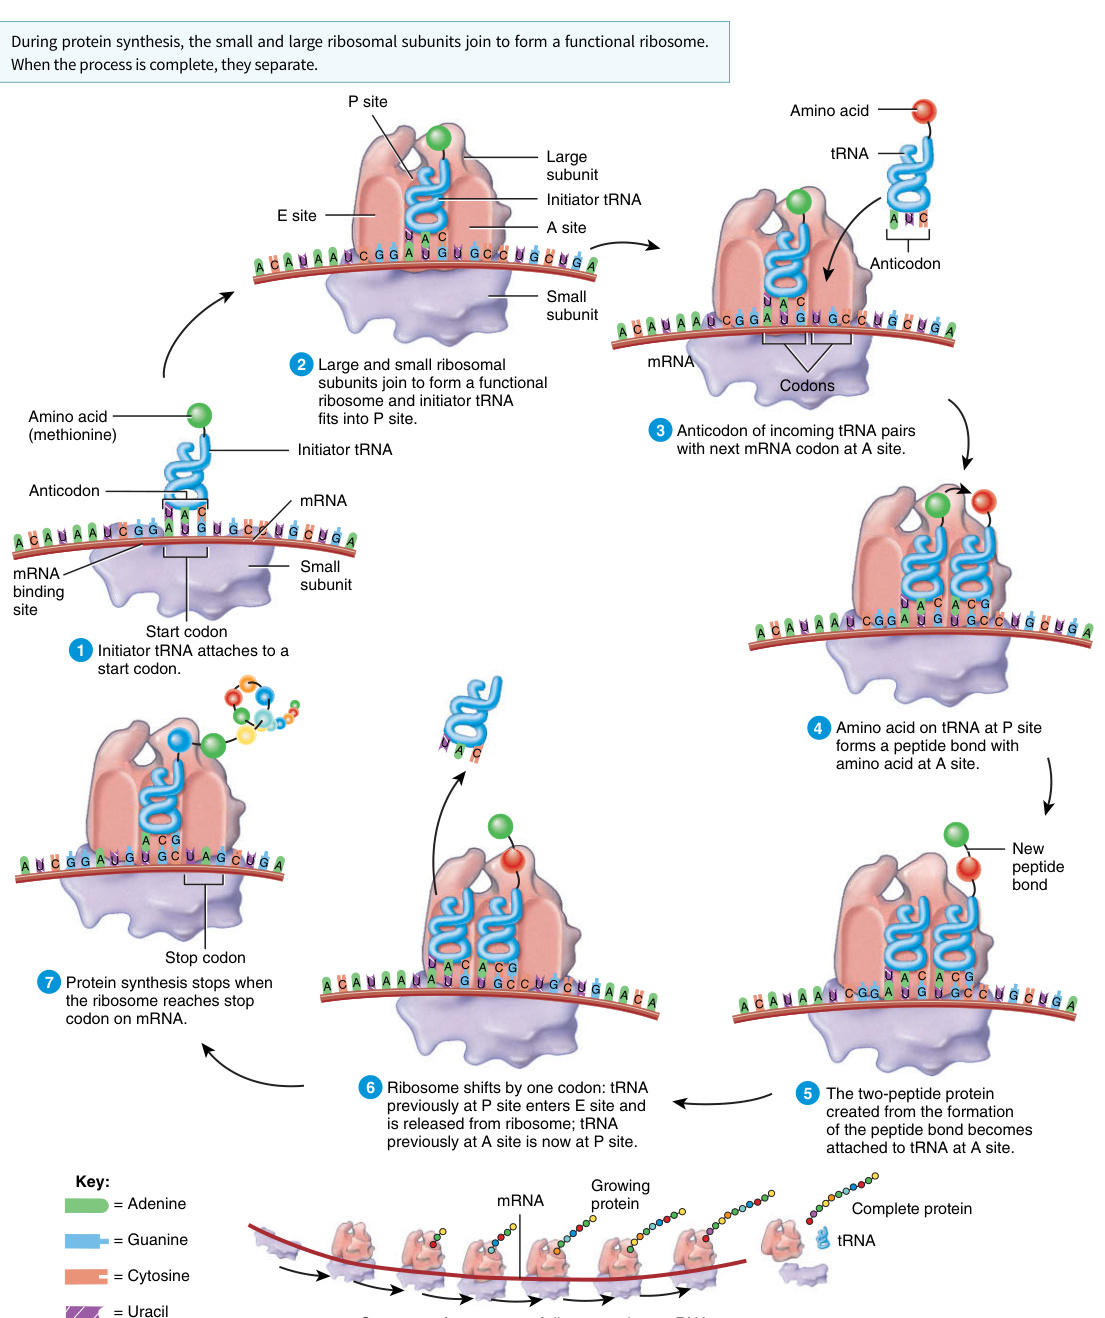 During protein synthesis, the small and large ribosomal subunits join to form a functional ribosome.
When the process is complete, they separate.
P site
Large
subunit
Initiator tRNA
E site
A site
U A C
A C A U A A U C G G A U G U G C C U G C U G A
Small
subunit
2 Large and small ribosomal
subunits join to form a functional
ribosome and initiator tRNA
fits into P site.
Amino acid
tRNA
A U C
Anticodon
U A C
A C A U A A U C G G A U G U G C C U G C U G A
mRNA
Codons
3 Anticodon of incoming tRNA pairs
with next mRNA codon at A site.
Amino acid
(methionine)
Initiator tRNA
Anticodon
mRNA
U A C
A C A U A A U C G G A U G U G C C U G C U G A
mRNA
binding
site
Small
subunit
Start codon
1 Initiator tRNA attaches to a
start codon.
U A C A C G
A C A U A A U C G G A U G U G C C U G C U G A
4 Amino acid on tRNA at P site
forms a peptide bond with
amino acid at A site.
New
peptide
bond
U A C A C G
A C A U A A U C G G A U G U G C C U G C U G A
5 The two-peptide protein
created from the formation
of the peptide bond becomes
attached to tRNA at A site.
U A C
U A C A C G
A C A U A A U A U G U G C C U G C U G A A C A
6 Ribosome shifts by one codon: tRNA
previously at P site enters E site and
is released from ribosome; tRNA
previously at A site is now at P site.
A C G
A U C G G A U G U G C U A G C U G A
Stop codon
7 Protein synthesis stops when
the ribosome reaches stop
codon on mRNA.
Key:
= Adenine
= Guanine
= Cytosine
= Uracil
mRNA
Growing
protein
Complete protein
tRNA